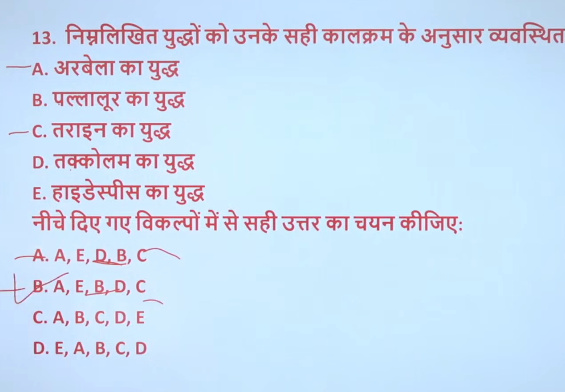 13. निम्नलिखित युद्धों को उनके सही कालक्रम के अनुसार व्यवस्थित
A. अरबेला का युद्ध
B. पल्लालूर का युद्ध
C. तराइन का युद्ध
D. तक्कोलम का युद्ध
E. हाइडेस्पीस का युद्ध
नीचे दिए गए विकल्पों में से सही उत्तर का चयन कीजिए:
A. A, E, D, B, C
B. A, E, B, D, C
C. A, B, C, D, E
D. E, A, B, C, D